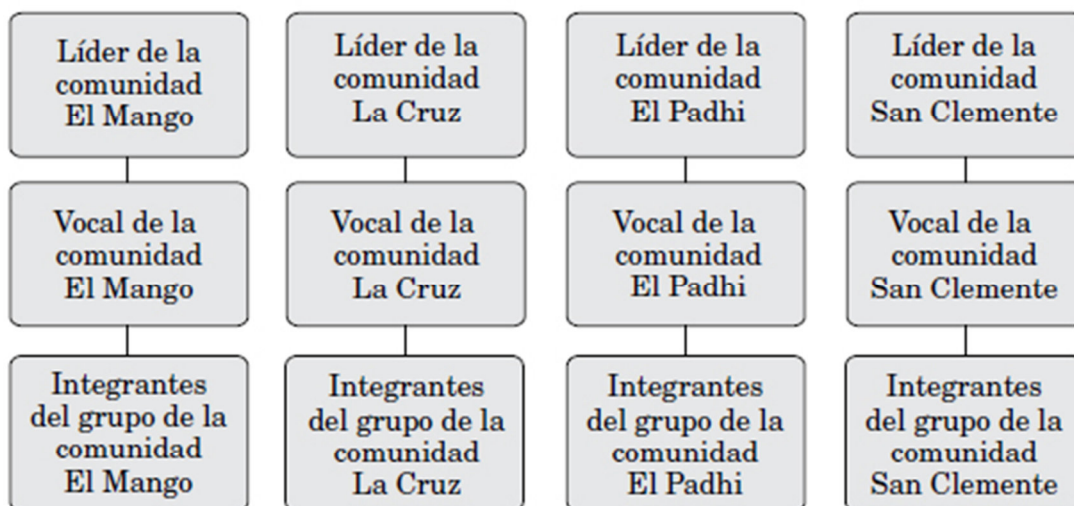 Líder de la
comunidad
El Mango
Líder de la
comunidad
La Cruz
Líder de la
comunidad
El Padhi
Líder de la
comunidad
San Clemente
Vocal de la
comunidad
El Mango
Vocal de la
comunidad
La Cruz
Vocal de la
comunidad
El Padhi
Vocal de la
comunidad
San Clemente
Integrantes
del grupo de la
comunidad
El Mango
Integrantes
del grupo de la
comunidad
La Cruz
Integrantes
del grupo de la
comunidad
El Padhi
Integrantes
del grupo de la
comunidad
San Clemente